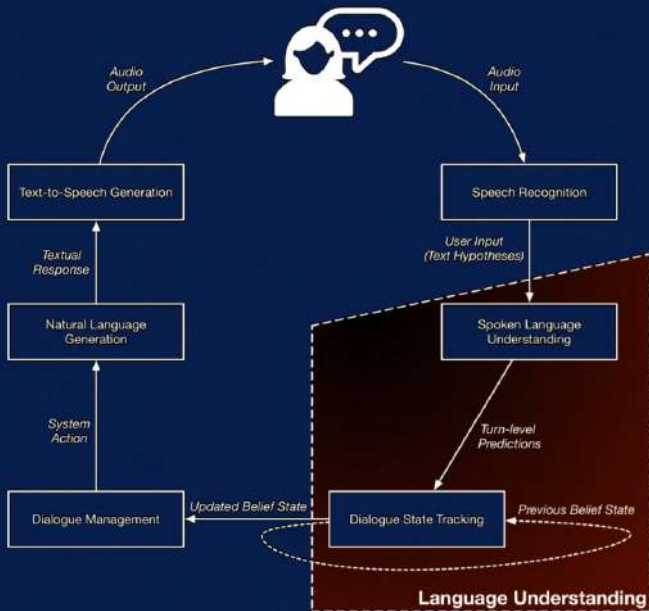 Audio
Output
Audio
Input
Text-to-Speech Generation
Speech Recognition
Textual
Response
User Input
(Text Hypotheses)
Natural Language
Generation
Spoken Language
Understanding
System
Action
Turn-level
Predictions
Dialogue Management
Updated Belief State
Dialogue State Tracking
Previous Belief State
Language Understanding